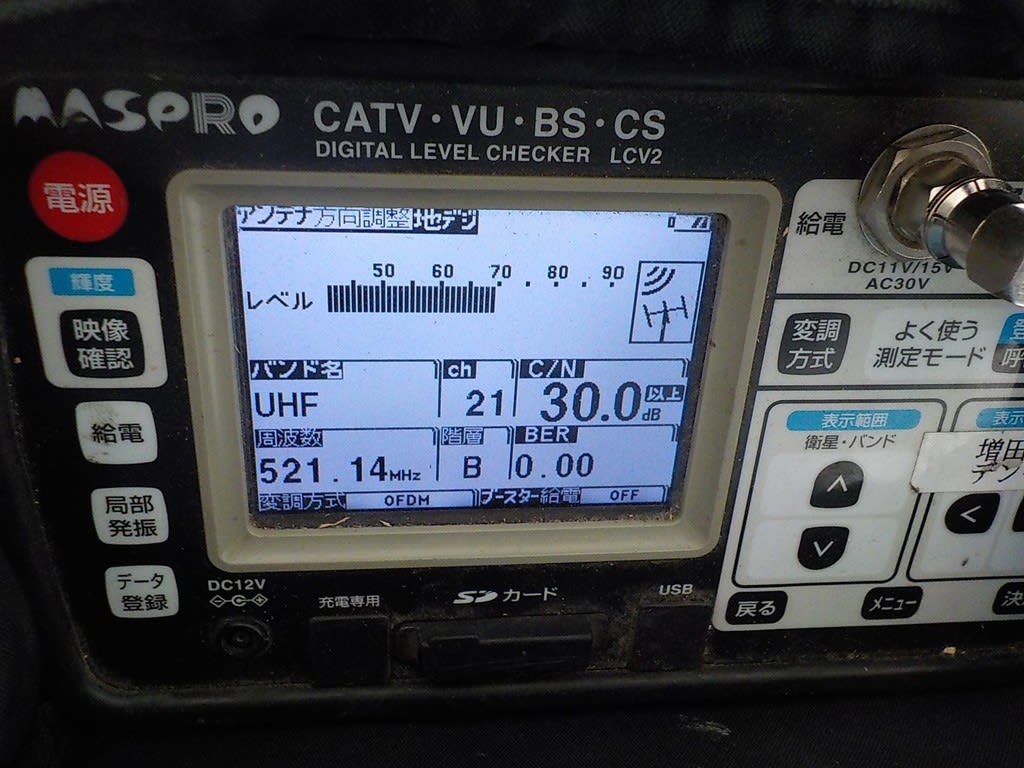 MASPRO
CATV・VU・BS・CS
DIGITAL LEVEL CHECKER LCV2
電源
輝度
映像
確認
給電
局部
発振
データ
登録
アンテナ方向調整 地デジ
50 60 70 80 90
レベル
バンド名 ch C/N
UHF 21 30.0 以上 dB
周波数 階層 BER
521.14MHz B 0.00
変調方式 OFDM ブースター給電 OFF
DC12V
充電専用
SD カード
USB
給電
DC11V/15V
AC30V
変調
方式
よく使う
測定モード
表示範囲
衛星・バンド
増田
デン
戻る
メニュー